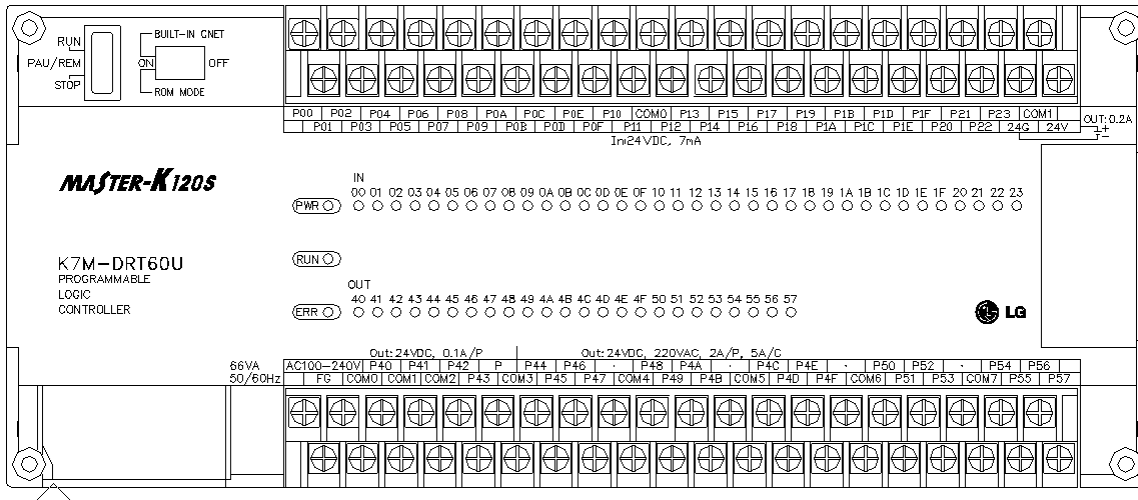 RUN
PAU/REM
STOP
BUILT-IN CNET
ON
OFF
ROM MODE
P00 P02 P04 P06 P08 P0A P0C P0E P10 COM0 P13 P15 P17 P19 P1B P1D P1F P21 P23 COM1
P01 P03 P05 P07 P09 P0B P0D P0F P11 P12 P14 P16 P18 P1A P1C P1E P20 P22 24G 24V
OUT: 0.2A
+
-
In:24VDC, 7mA
MASTER-K120S
IN
00 01 02 03 04 05 06 07 08 09 0A 0B 0C 0D 0E 0F 10 11 12 13 14 15 16 17 18 19 1A 1B 1C 1D 1E 1F 20 21 22 23
PWR
K7M-DRT60U
PROGRAMMABLE
LOGIC
CONTROLLER
RUN
OUT
40 41 42 43 44 45 46 47 48 49 4A 4B 4C 4D 4E 4F 50 51 52 53 54 55 56 57
ERR
LG
Out: 24VDC, 0.1A/P
Out: 24VDC, 220VAC, 2A/P, 5A/C
66VA
50/60Hz
AC100-240V P40 P41 P42 P P44 P46 · P48 P4A · P4C P4E · P50 P52 · P54 P56
FG COM0 COM1 COM2 P43 COM3 P45 P47 COM4 P49 P4B COM5 P4D P4F COM6 P51 P53 COM7 P55 P57